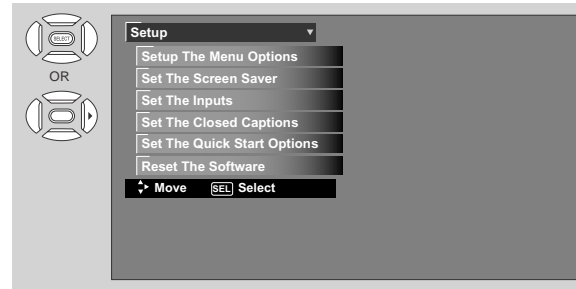 SELECT
OR
Setup
Setup The Menu Options
Set The Screen Saver
Set The Inputs
Set The Closed Captions
Set The Quick Start Options
Reset The Software
Move SEL Select